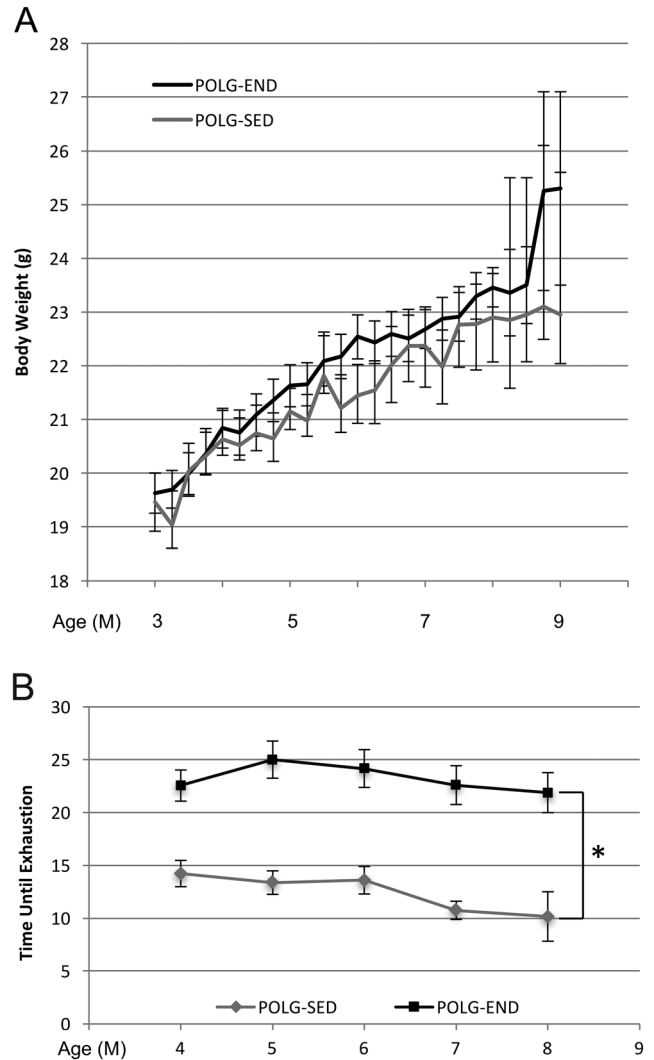 A
28
27
26
25
24
23
22
21
20
19
18
Body Weight (g)
POLG-END
POLG-SED
Age (M) 3 5 7 9
B
30
25
20
15
10
5
0
Time Until Exhaustion
*
POLG-SED POLG-END
Age (M) 4 5 6 7 8 9